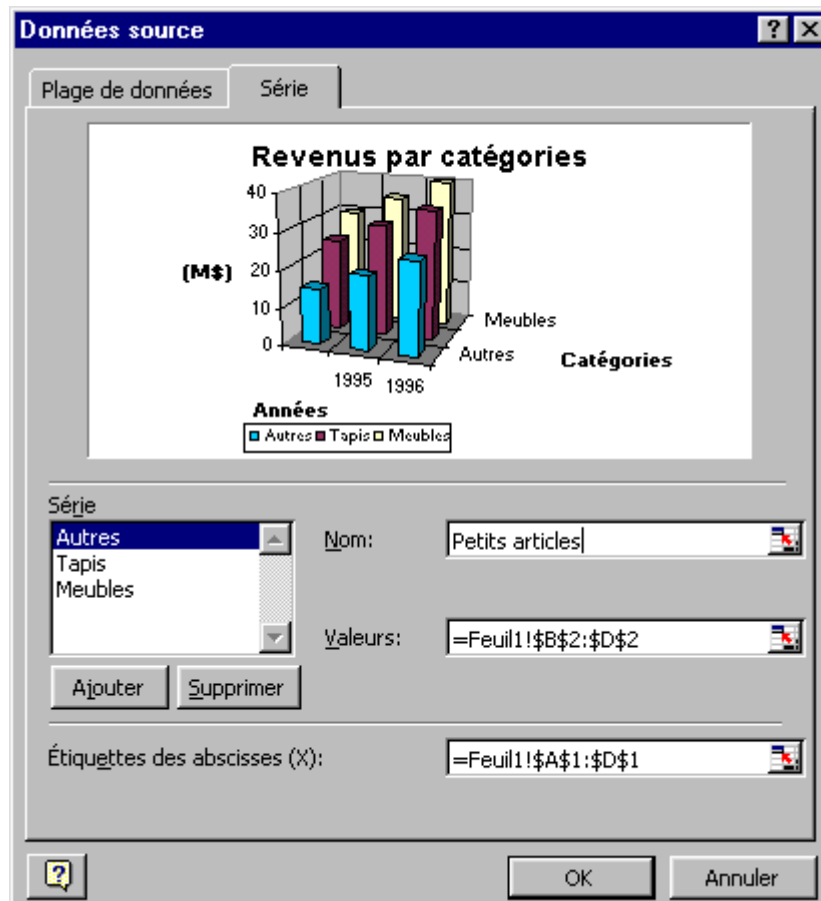 Données source
Plage de données Série
Revenus par catégories
40
30
(M$) 20
10
0
Meubles
Autres Catégories
1995 1996
Années
Autres Tapis Meubles
Série
Autres Nom: Petits articles
Tapis
Meubles
Valeurs: =Feuil1!$B$2:$D$2
Ajouter Supprimer
Étiquettes des abscisses (X): =Feuil1!$A$1:$D$1
OK Annuler